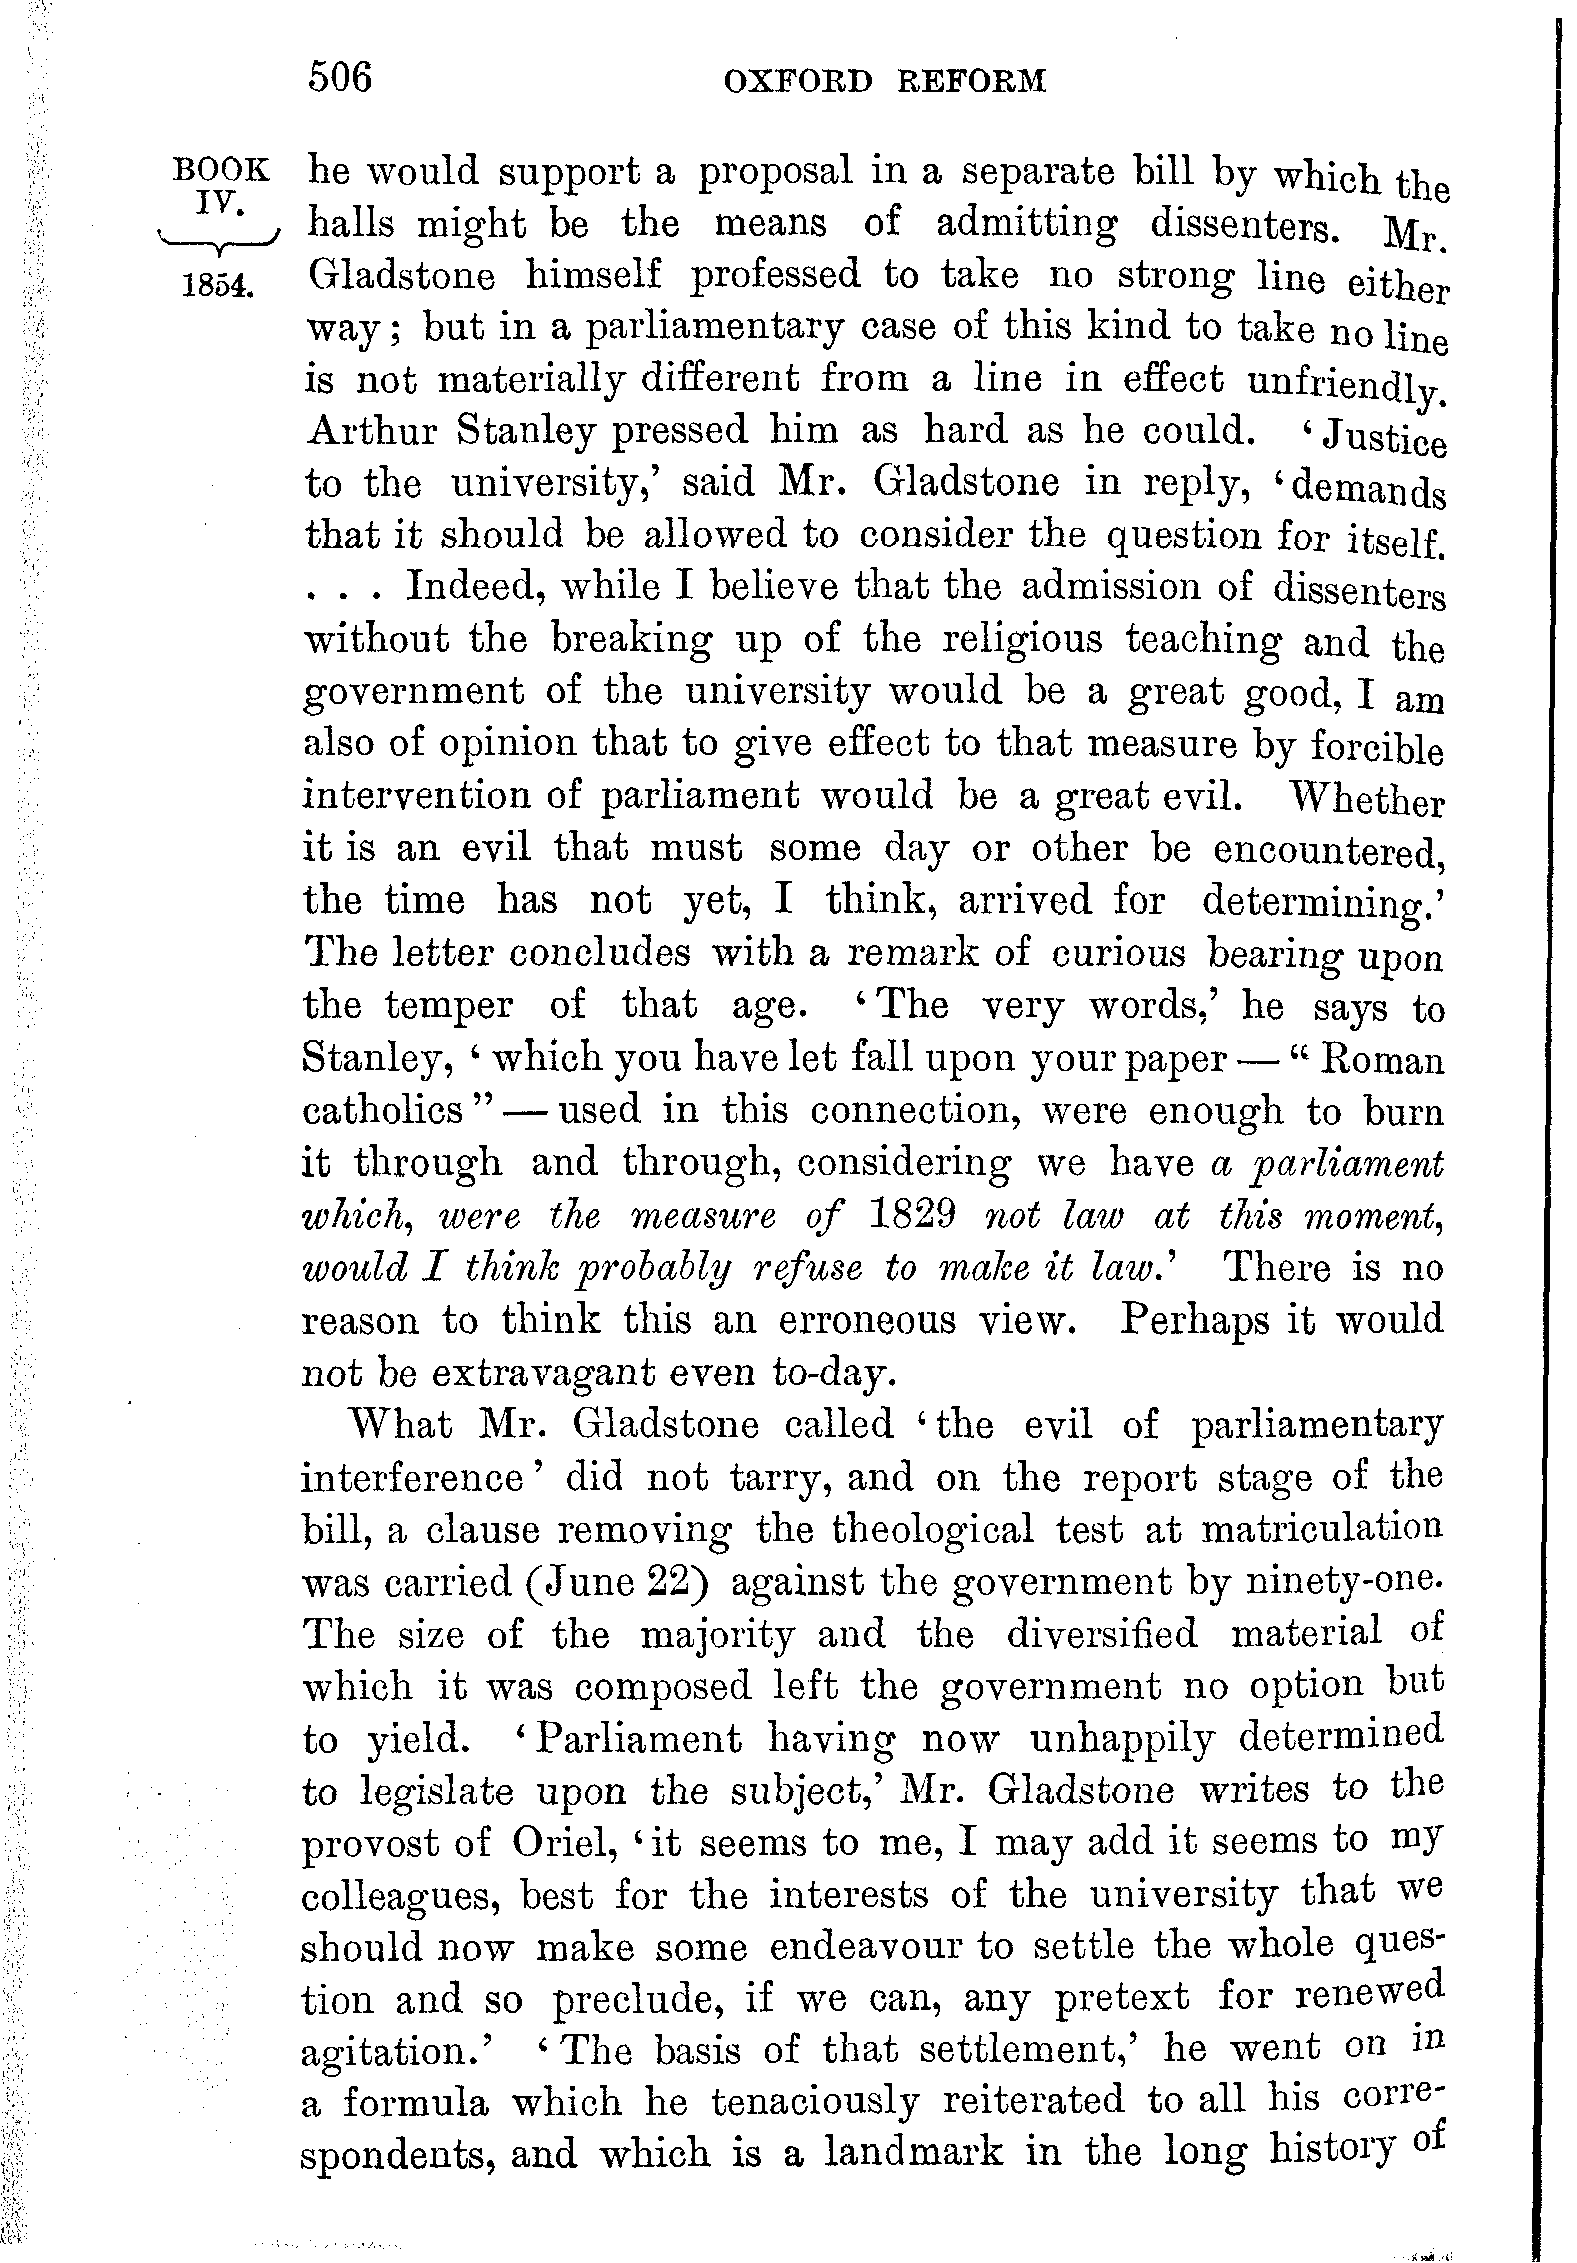 506 OXFORD REFORM
BOOK IV. 1854.
he would support a proposal in a separate bill by which the
halls might be the means of admitting dissenters. Mr.
Gladstone himself professed to take no strong line either
way; but in a parliamentary case of this kind to take no line
is not materially different from a line in effect unfriendly.
Arthur Stanley pressed him as hard as he could. ‘Justice
to the university,’ said Mr. Gladstone in reply, ‘demands
that it should be allowed to consider the question for itself.
. . . Indeed, while I believe that the admission of dissenters
without the breaking up of the religious teaching and the
government of the university would be a great good, I am
also of opinion that to give effect to that measure by forcible
intervention of parliament would be a great evil. Whether
it is an evil that must some day or other be encountered,
the time has not yet, I think, arrived for determining.’
The letter concludes with a remark of curious bearing upon
the temper of that age. ‘The very words,’ he says to
Stanley, ‘which you have let fall upon your paper — “Roman
catholics” — used in this connection, were enough to burn
it through and through, considering we have a parliament
which, were the measure of 1829 not law at this moment,
would I think probably refuse to make it law.’ There is no
reason to think this an erroneous view. Perhaps it would
not be extravagant even to-day.
What Mr. Gladstone called ‘the evil of parliamentary
interference’ did not tarry, and on the report stage of the
bill, a clause removing the theological test at matriculation
was carried (June 22) against the government by ninety-one.
The size of the majority and the diversified material of
which it was composed left the government no option but
to yield. ‘Parliament having now unhappily determined
to legislate upon the subject,’ Mr. Gladstone writes to the
provost of Oriel, ‘it seems to me, I may add it seems to my
colleagues, best for the interests of the university that we
should now make some endeavour to settle the whole ques-
tion and so preclude, if we can, any pretext for renewed
agitation.’ ‘The basis of that settlement,’ he went on in
a formula which he tenaciously reiterated to all his corre-
spondents, and which is a landmark in the long history of